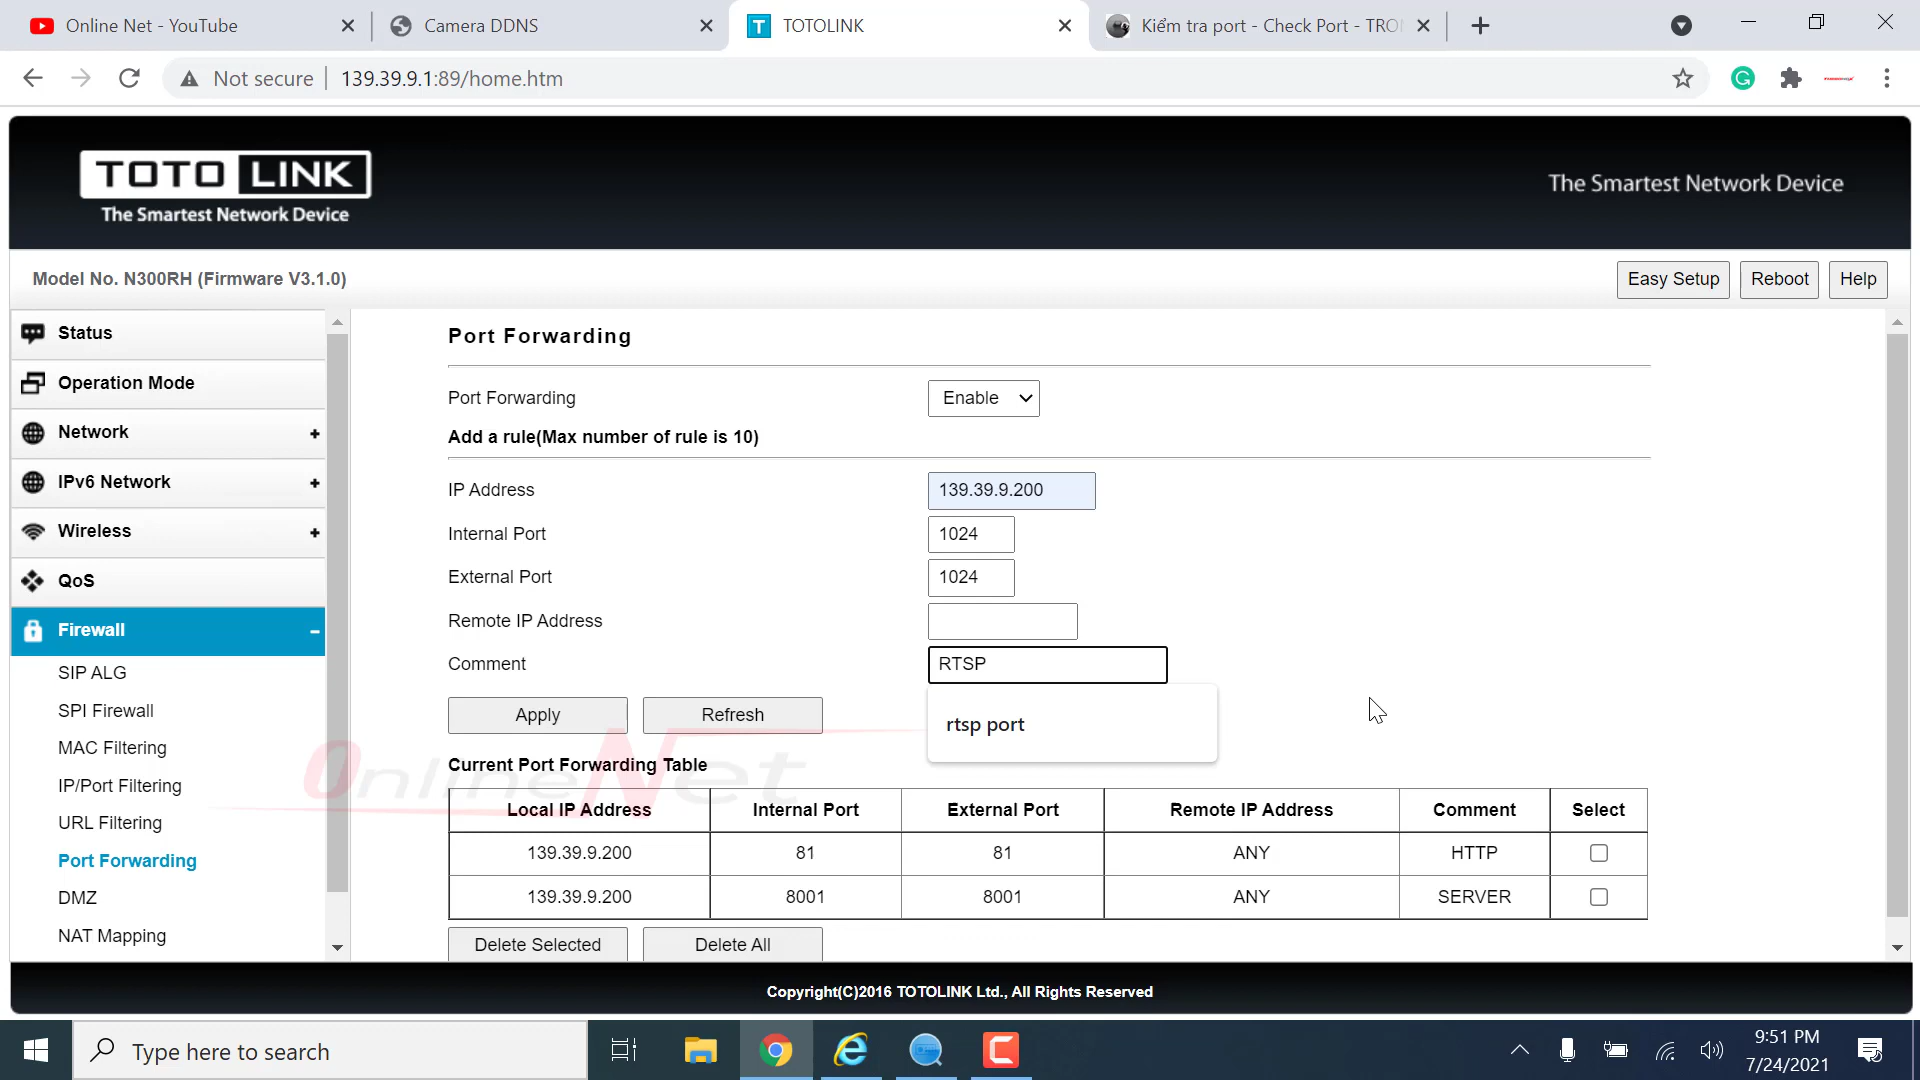 Online Net - YouTube
Camera DDNS
TOTOLINK
Kiểm tra port - Check Port - TRO
Not secure
139.39.9.1:89/home.htm
TOTO LINK
The Smartest Network Device
The Smartest Network Device
Model No. N300RH (Firmware V3.1.0)
Easy Setup
Reboot
Help
Status
Operation Mode
Network
IPv6 Network
Wireless
QoS
Firewall
SIP ALG
SPI Firewall
MAC Filtering
IP/Port Filtering
URL Filtering
Port Forwarding
DMZ
NAT Mapping
Port Forwarding
Port Forwarding Enable
Add a rule(Max number of rule is 10)
IP Address 139.39.9.200
Internal Port 1024
External Port 1024
Remote IP Address
Comment RTSP
rtsp port
Apply Refresh
OnlineNet
Current Port Forwarding Table
Local IP Address Internal Port External Port Remote IP Address Comment Select
139.39.9.200 81 81 ANY HTTP
139.39.9.200 8001 8001 ANY SERVER
Delete Selected Delete All
Copyright(C)2016 TOTOLINK Ltd., All Rights Reserved
Type here to search
9:51 PM
7/24/2021